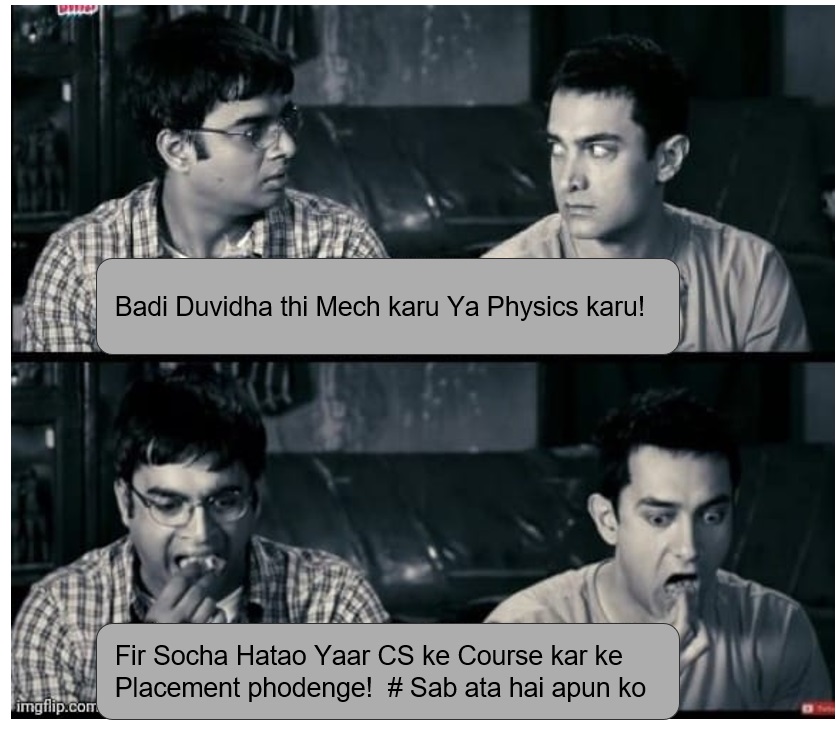 Badi Duvidha thi Mech karu Ya Physics karu!
Fir Socha Hatao Yaar CS ke Course kar ke
Placement phodenge!  # Sab ata hai apun ko
imgflip.com